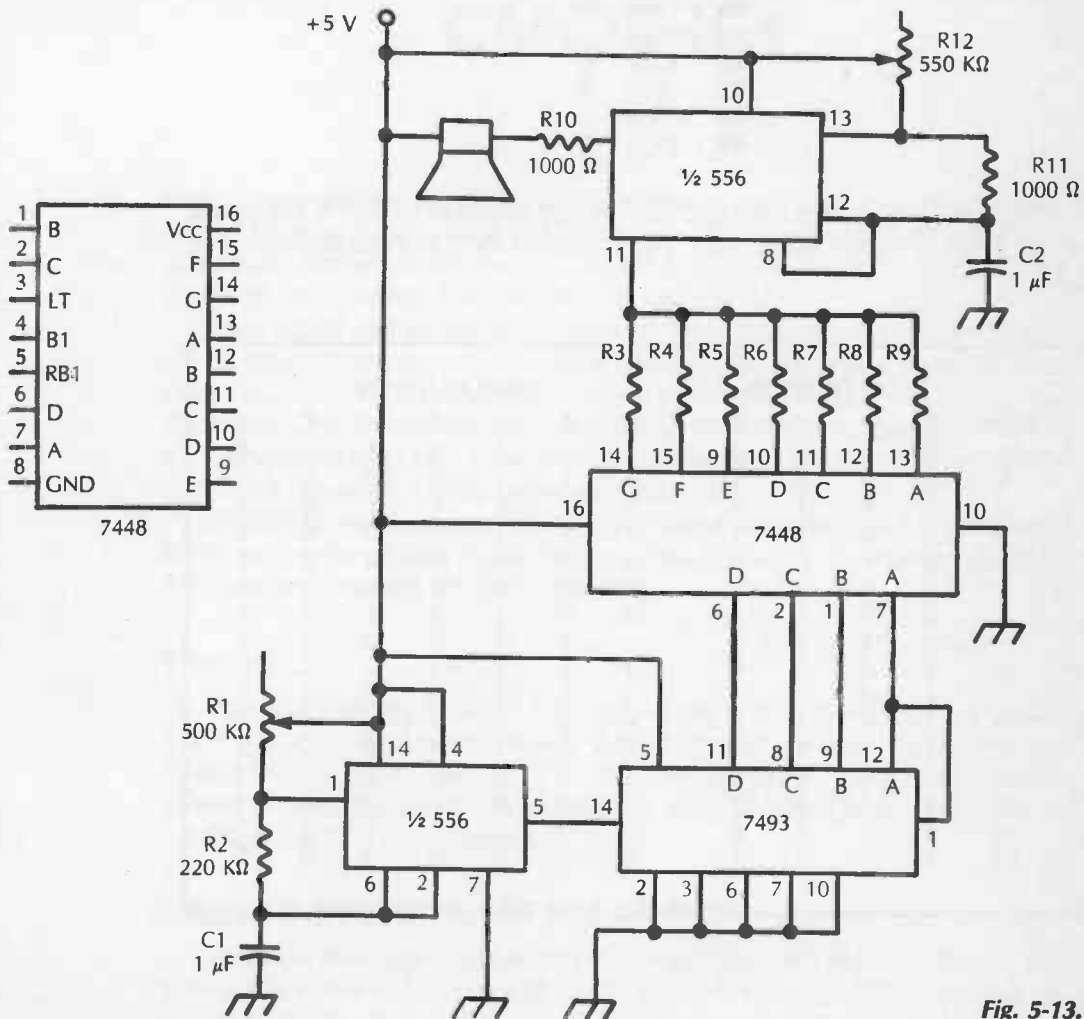 +5 V
R12
550 KΩ
10
13
R10
1000 Ω
½ 556
R11
1000 Ω
12
11
8
C2
1 µF
1
B
VCC
16
2
C
F
15
3
LT
G
14
4
B1
A
13
5
RB1
B
12
6
D
C
11
7
A
D
10
8
GND
E
9
7448
R3
R4
R5
R6
R7
R8
R9
14
15
9
10
11
12
13
G
F
E
D
C
B
A
16
7448
10
D
C
B
A
6
2
1
7
R1
500 KΩ
14
4
5
11
8
9
12
D
C
B
A
1
½ 556
5
14
7493
1
R2
220 KΩ
6
2
7
2
3
6
7
10
C1
1 µF
Fig. 5-13.